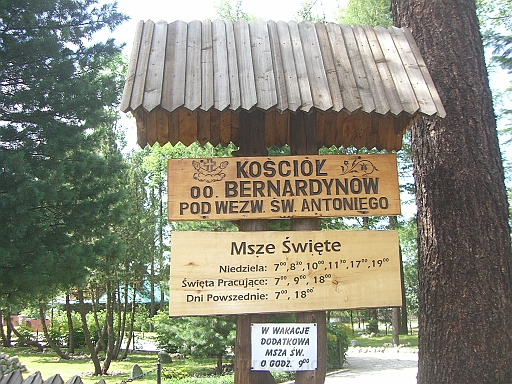 KOŚCIÓŁ
OO. BERNARDYNÓW
POD WEZW. ŚW. ANTONIEGO
Msze Święte
Niedziela: 7⁰⁰, 8³⁰, 10⁰⁰, 11³⁰, 17⁰⁰, 19⁰⁰
Święta Pracujące: 7⁰⁰, 9⁰⁰, 18⁰⁰
Dni Powszednie: 7⁰⁰, 18⁰⁰
W WAKACJE
DODATKOWA
MSZA ŚW.
O GODZ. 9⁰⁰